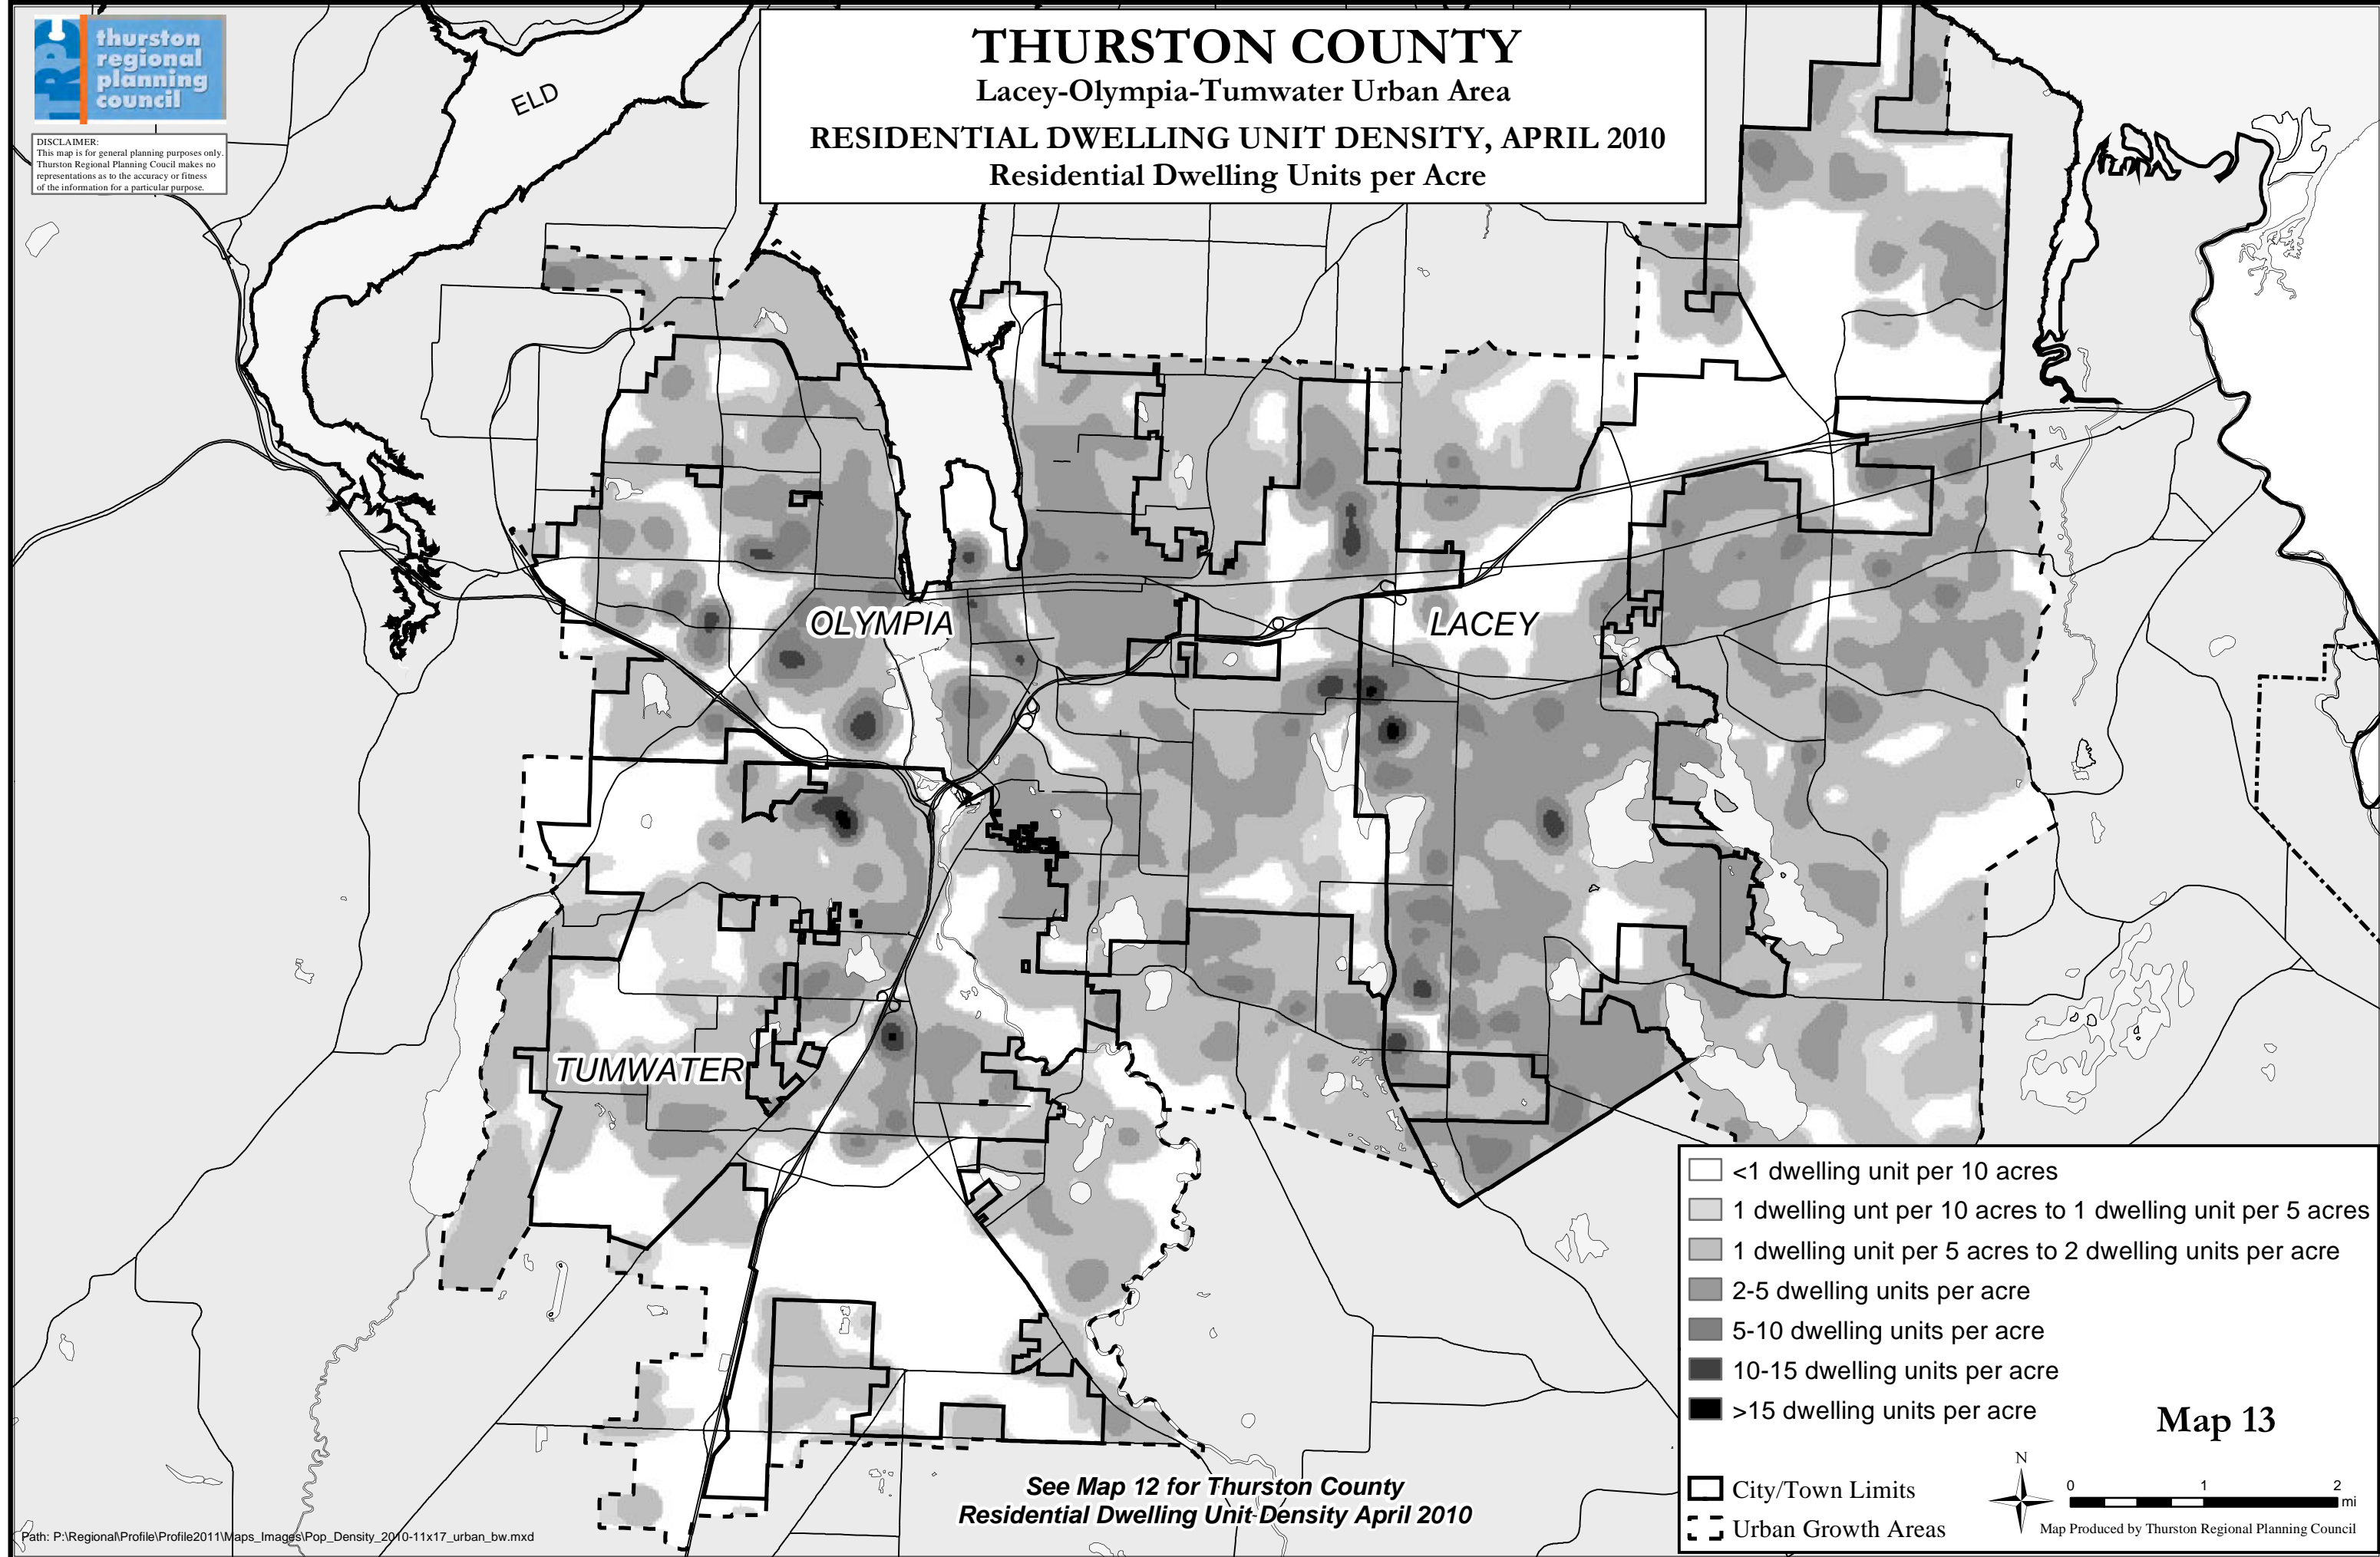 TRPC
thurston
regional
planning
council
DISCLAIMER:
This map is for general planning purposes only.
Thurston Regional Planning Coucil makes no
representations as to the accuracy or fitness
of the information for a particular purpose.
THURSTON COUNTY
Lacey-Olympia-Tumwater Urban Area
RESIDENTIAL DWELLING UNIT DENSITY, APRIL 2010
Residential Dwelling Units per Acre
ELD
OLYMPIA
LACEY
TUMWATER
<1 dwelling unit per 10 acres
1 dwelling unt per 10 acres to 1 dwelling unit per 5 acres
1 dwelling unit per 5 acres to 2 dwelling units per acre
2-5 dwelling units per acre
5-10 dwelling units per acre
10-15 dwelling units per acre
>15 dwelling units per acre
Map 13
City/Town Limits
Urban Growth Areas
N
0 1 2
mi
Map Produced by Thurston Regional Planning Council
See Map 12 for Thurston County
Residential Dwelling Unit Density April 2010
Path: P:\Regional\Profile\Profile2011\Maps_Images\Pop_Density_2010-11x17_urban_bw.mxd